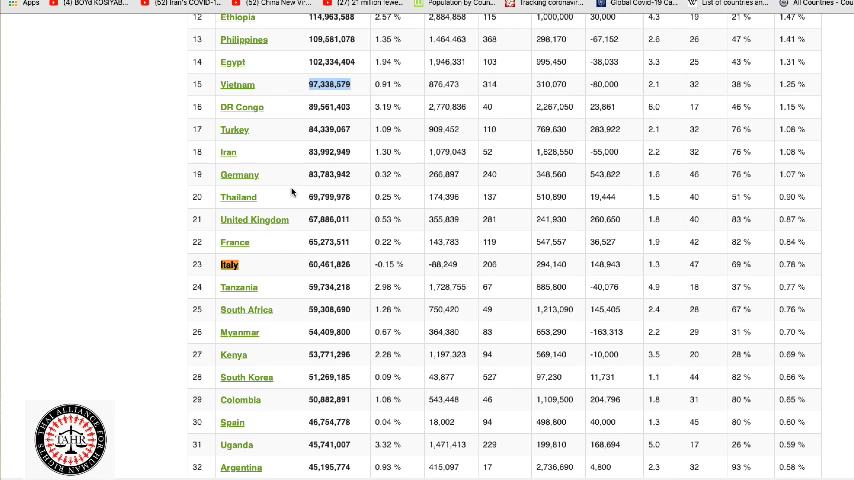 Apps (4) BOYd KOSIYAB... (52) Iran's COVID-1... (52) China New Vir... (27) 21 million fewe... Population by Coun... Tracking coronavir... Global Covid-19 Ca... List of countries an... All Countries - Cou
12 Ethiopia 114,963,588 2.57 % 2,884,858 115 1,000,000 30,000 4.3 19 21 % 1.47 %
13 Philippines 109,581,078 1.35 % 1,464,463 368 298,170 -67,152 2.6 26 47 % 1.41 %
14 Egypt 102,334,404 1.94 % 1,946,331 103 995,450 -38,033 3.3 25 43 % 1.31 %
15 Vietnam 97,338,579 0.91 % 876,473 314 310,070 -80,000 2.1 32 38 % 1.25 %
16 DR Congo 89,561,403 3.19 % 2,770,836 40 2,267,050 23,861 6.0 17 46 % 1.15 %
17 Turkey 84,339,067 1.09 % 909,452 110 769,630 283,922 2.1 32 76 % 1.08 %
18 Iran 83,992,949 1.30 % 1,079,043 52 1,628,550 -55,000 2.2 32 76 % 1.08 %
19 Germany 83,783,942 0.32 % 266,897 240 348,560 543,822 1.6 46 76 % 1.07 %
20 Thailand 69,799,978 0.25 % 174,396 137 510,890 19,444 1.5 40 51 % 0.90 %
21 United Kingdom 67,886,011 0.53 % 355,839 281 241,930 260,650 1.8 40 83 % 0.87 %
22 France 65,273,511 0.22 % 143,783 119 547,557 36,527 1.9 42 82 % 0.84 %
23 Italy 60,461,826 -0.15 % -88,249 206 294,140 148,943 1.3 47 69 % 0.78 %
24 Tanzania 59,734,218 2.98 % 1,728,755 67 885,800 -40,076 4.9 18 37 % 0.77 %
25 South Africa 59,308,690 1.28 % 750,420 49 1,213,090 145,405 2.4 28 67 % 0.76 %
26 Myanmar 54,409,800 0.67 % 364,380 83 653,290 -163,313 2.2 29 31 % 0.70 %
27 Kenya 53,771,296 2.28 % 1,197,323 94 569,140 -10,000 3.5 20 28 % 0.69 %
28 South Korea 51,269,185 0.09 % 43,877 527 97,230 11,731 1.1 44 82 % 0.66 %
29 Colombia 50,882,891 1.08 % 543,448 46 1,109,500 204,796 1.8 31 80 % 0.65 %
30 Spain 46,754,778 0.04 % 18,002 94 498,800 40,000 1.3 45 80 % 0.60 %
31 Uganda 45,741,007 3.32 % 1,471,413 229 199,810 168,694 5.0 17 26 % 0.59 %
32 Argentina 45,195,774 0.93 % 415,097 17 2,736,690 4,800 2.3 32 93 % 0.58 %
THAI ALLIANCE FOR HUMAN RIGHTS
TAHR